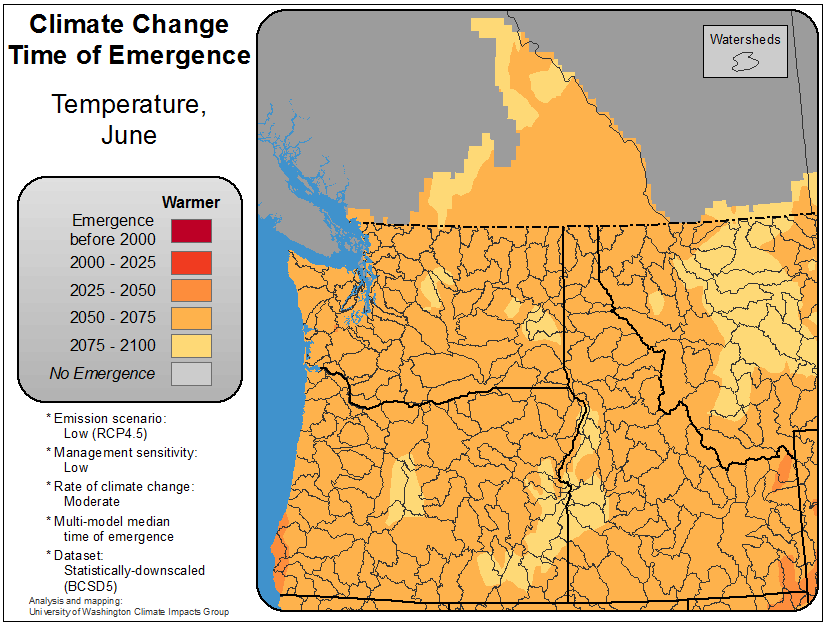 Climate Change
Time of Emergence
Temperature,
June
Warmer
Emergence
before 2000
2000 - 2025
2025 - 2050
2050 - 2075
2075 - 2100
No Emergence
* Emission scenario:
Low (RCP4.5)
* Management sensitivity:
Low
* Rate of climate change:
Moderate
* Multi-model median
time of emergence
* Dataset:
Statistically-downscaled
(BCSD5)
Analysis and mapping:
University of Washington Climate Impacts Group
Watersheds